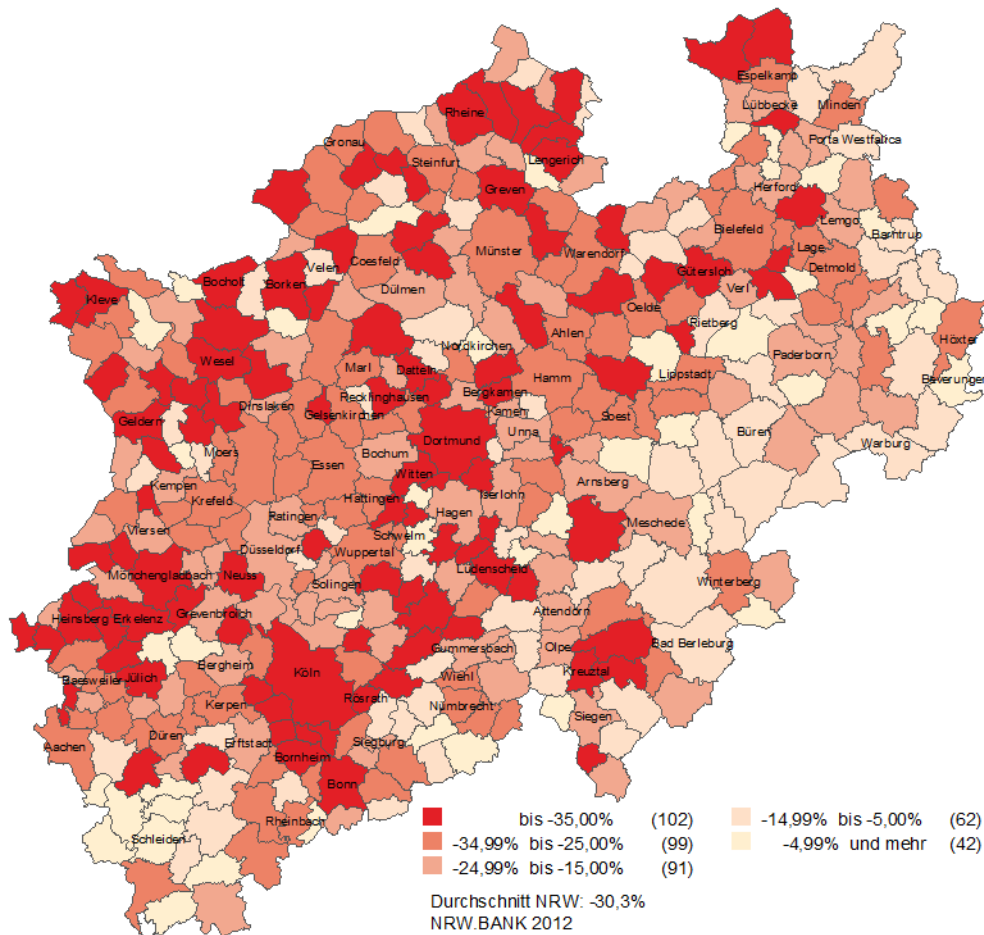 Espelkamp
Lübbecke Minden
Rheine
Porta Westfalica
Gronau
Steinfurt Lengerich
Herford
Greven
Lemgo
Bielefeld Barntrup
Münster Warendorf Lage
Velen Coesfeld
Detmold
Bocholt Borken Gütersloh
Dülmen Verl
Kleve
Oelde
Rietberg
Ahlen
Höxter
Nordkirchen
Paderborn
Wesel Marl Datteln
Hamm Lippstadt
Beverungen
Recklinghausen Bergkamen
Dinslaken
Gelsenkirchen Kamen
Soest
Geldern
Unna Büren
Dortmund
Warburg
Moers Bochum
Essen
Witten
Kempen Arnsberg
Krefeld Hattingen Iserlohn
Hagen
Ratingen Meschede
Viersen
Schwelm
Düsseldorf Wuppertal
Lüdenscheid
Mönchengladbach Neuss
Solingen Winterberg
Attendorn
Heinsberg Erkelenz Grevenbroich
Gummersbach Olpe Bad Berleburg
Bergheim
Köln Wiehl Kreuztal
Baesweiler Jülich
Rösrath
Kerpen Nümbrecht
Siegen
Düren
Erftstadt Siegburg
Aachen
Bornheim
Bonn
Rheinbach
Schleiden
bis -35,00% (102) -14,99% bis -5,00% (62)
-34,99% bis -25,00% (99) -4,99% und mehr (42)
-24,99% bis -15,00% (91)
Durchschnitt NRW: -30,3%
NRW.BANK 2012